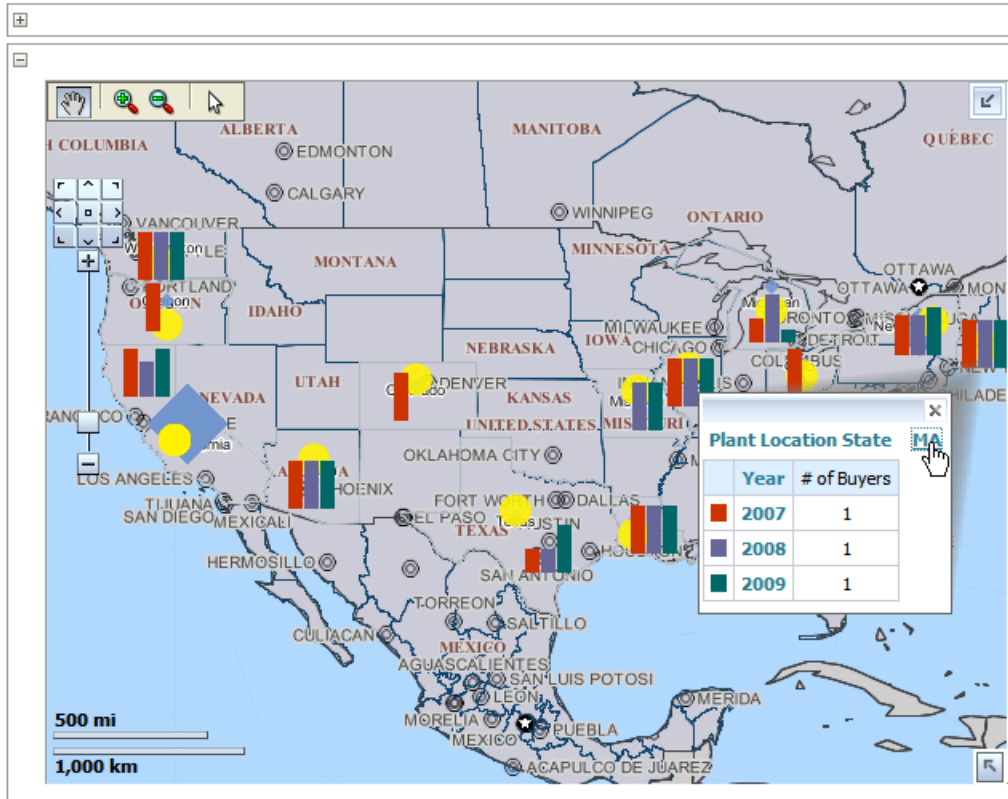 ALBERTA
MANITOBA
H COLUMBIA
QUÉBEC
EDMONTON
CALGARY
WINNIPEG
ONTARIO
VANCOUVER
MINNESOTA
MONTANA
OTTAWA
PORTLAND
OTTAWA
MON
Oregon
IDAHO
MILWAUKEE
DETROIT
IOWA
CHICAGO
NEBRASKA
UTAH
DENVER
KANSAS
NEVADA
UNITED STATES
MISSOURI
PHILADE
OKLAHOMA CITY
LOS ANGELES
PHOENIX
FORT WORTH
DALLAS
TIJUANA
SAN DIEGO
MEXICALI
EL PASO
TEXAS
AUSTIN
HERMOSILLO
SAN ANTONIO
TORREON
SALTILLO
CULIACAN
MEXICO
AGUASCALIENTES
SAN LUIS POTOSI
LEON
MERIDA
MORELIA
PUEBLA
MEXICO
ACAPULCO DE JUAREZ
500 mi
1,000 km
Plant Location State MA
Year # of Buyers
2007 1
2008 1
2009 1